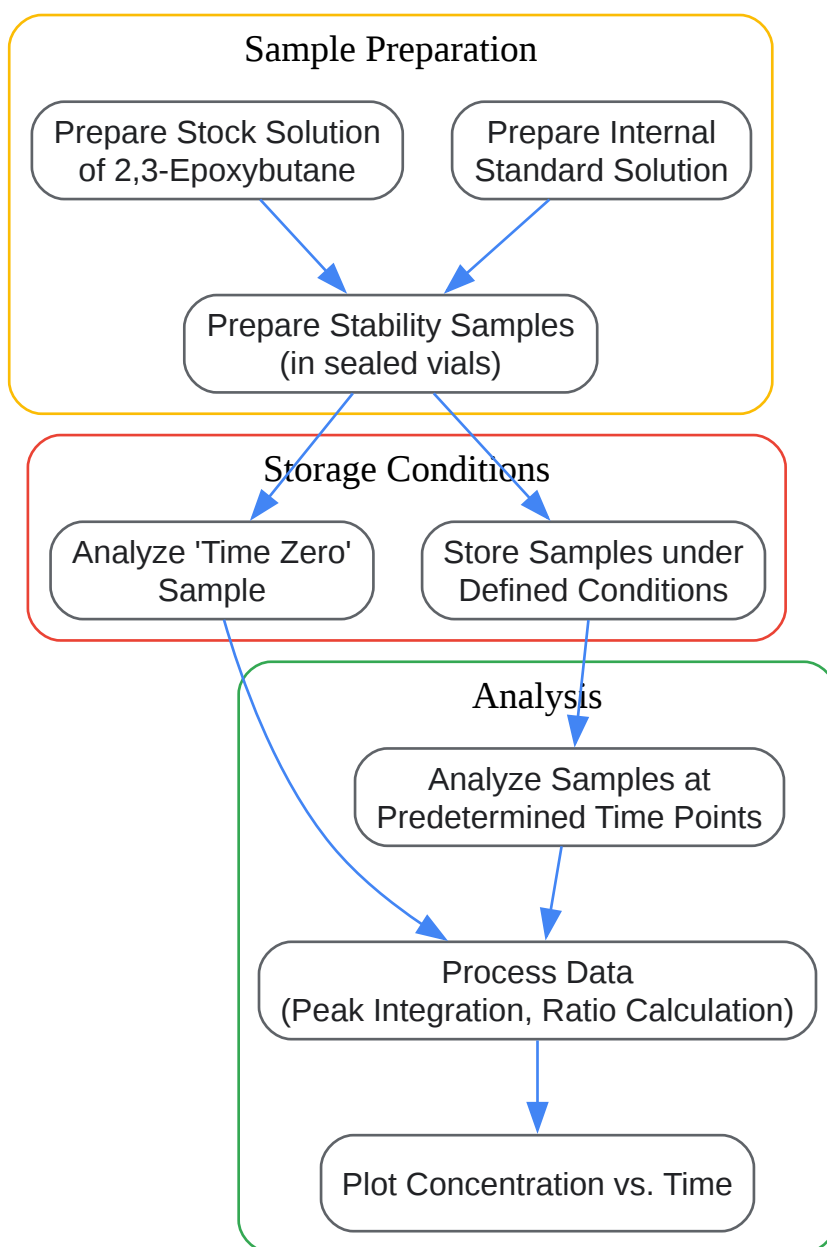 Sample Preparation
Prepare Stock Solution
of 2,3-Epoxybutane
Prepare Internal
Standard Solution
Prepare Stability Samples
(in sealed vials)
Storage Conditions
Analyze 'Time Zero'
Sample
Store Samples under
Defined Conditions
Analysis
Analyze Samples at
Predetermined Time Points
Process Data
(Peak Integration, Ratio Calculation)
Plot Concentration vs. Time